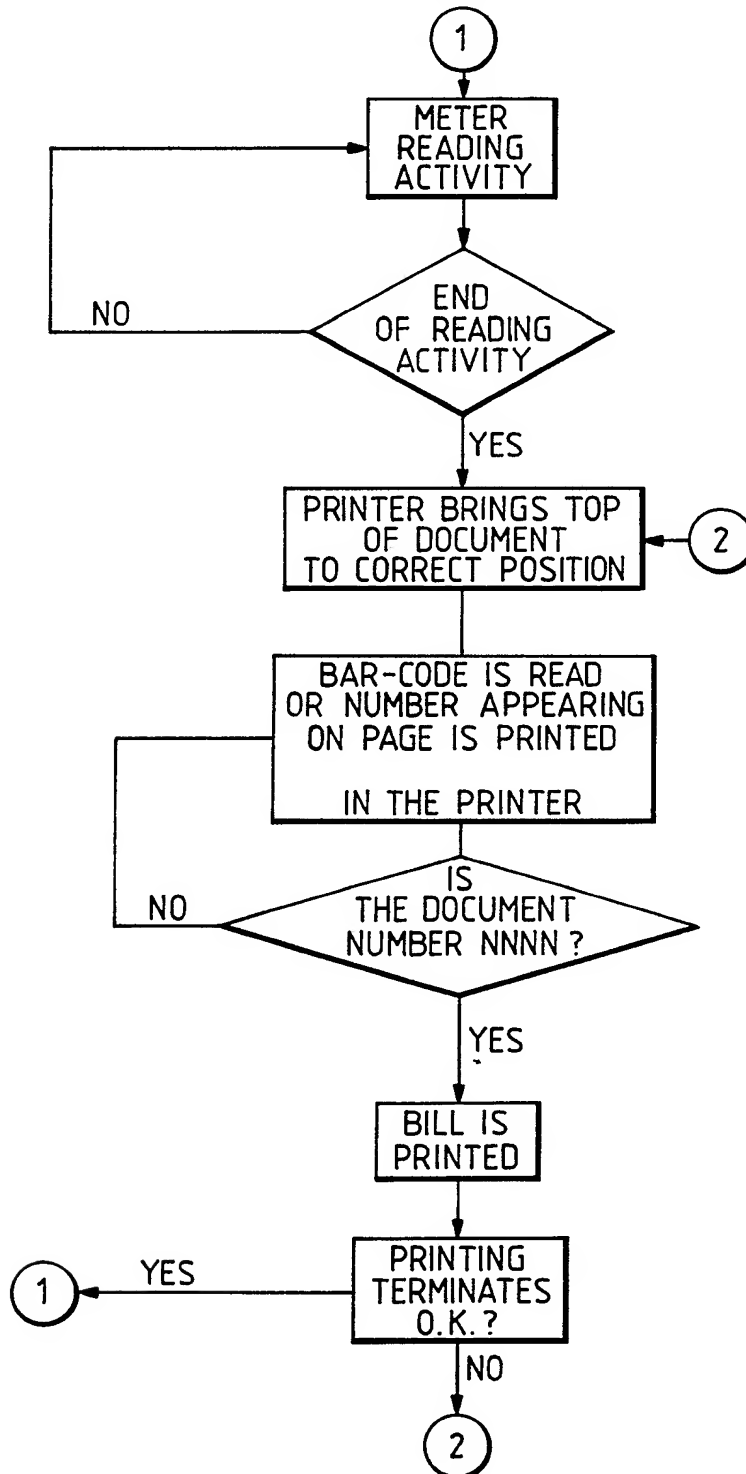 1
METER
READING
ACTIVITY
NO
END
OF READING
ACTIVITY
YES
PRINTER BRINGS TOP
OF DOCUMENT
TO CORRECT POSITION
2
BAR-CODE IS READ
OR NUMBER APPEARING
ON PAGE IS PRINTED
IN THE PRINTER
NO
IS
THE DOCUMENT
NUMBER NNNN ?
YES
BILL IS
PRINTED
1
YES
PRINTING
TERMINATES
O.K.?
NO
2